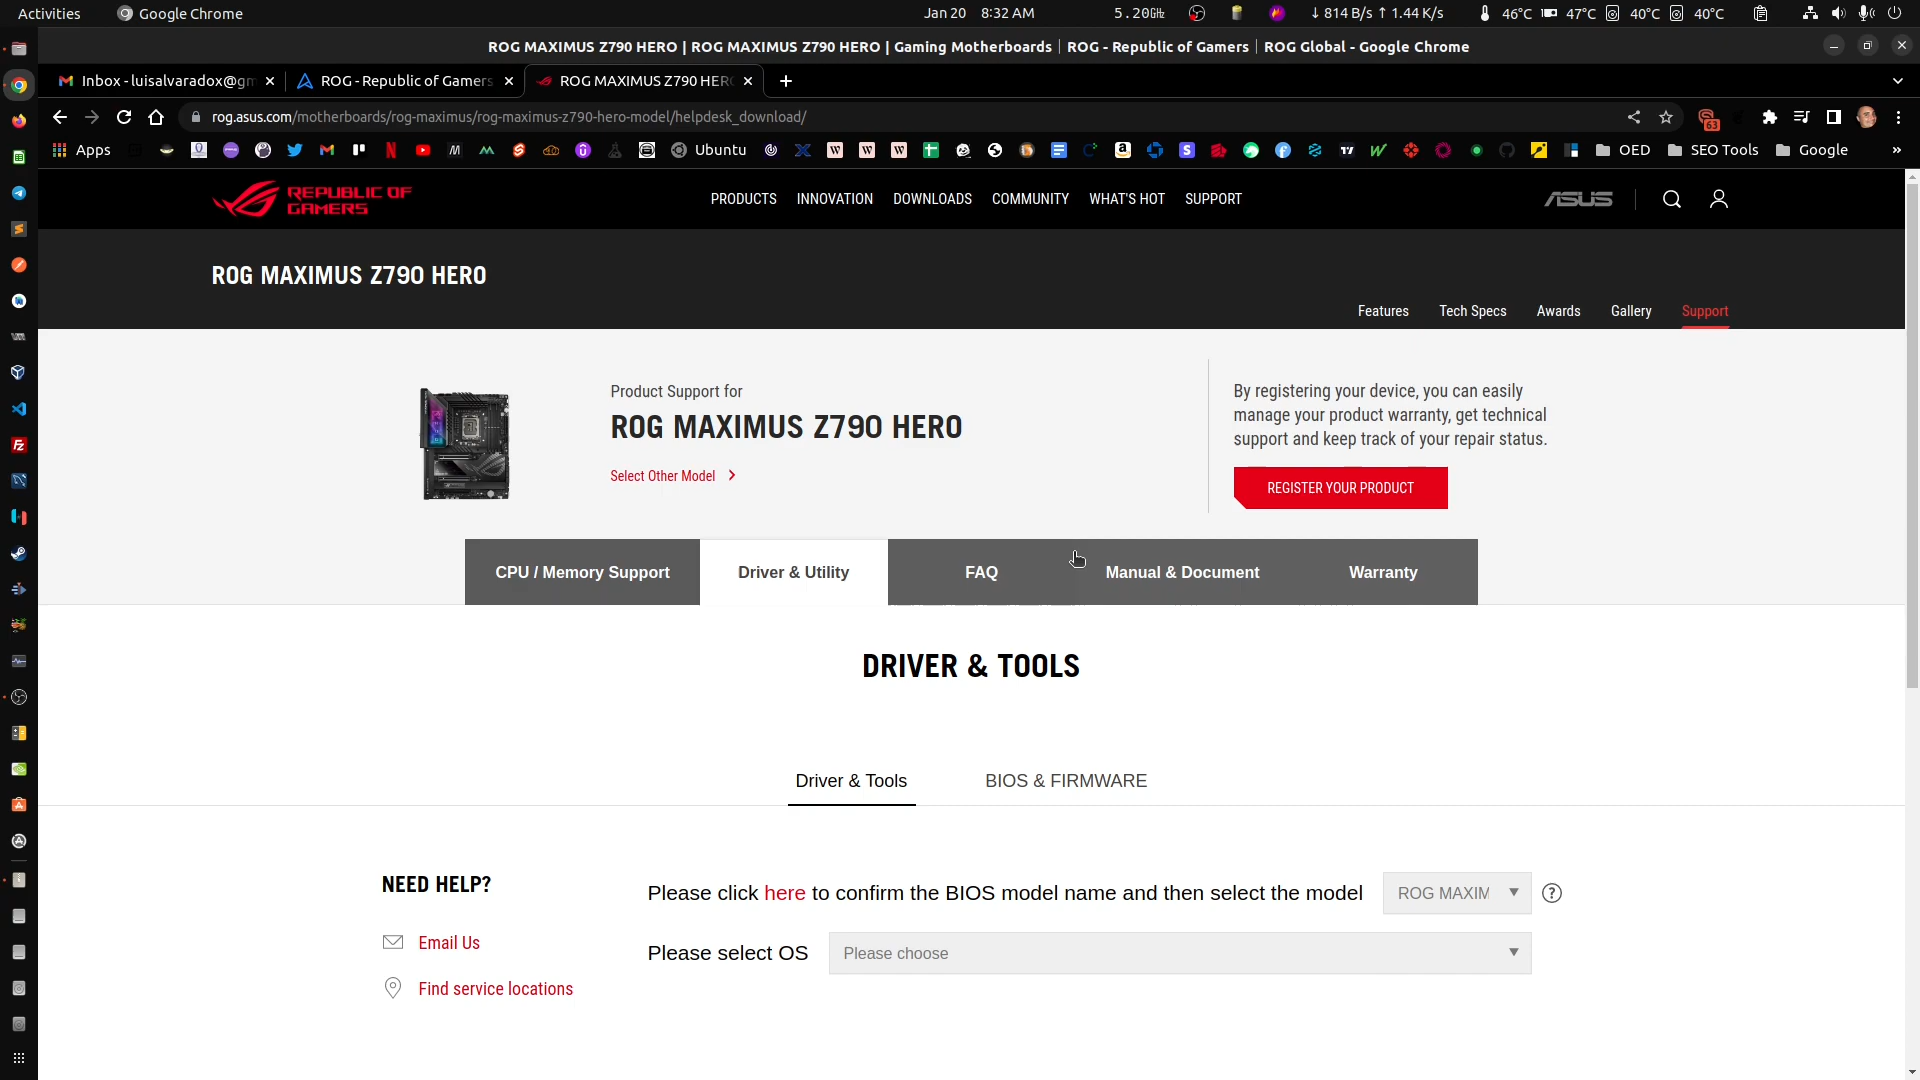 Activities
Google Chrome
Jan 20 8:32 AM
5.20GHz
↓ 814 B/s ↑ 1.44 K/s
46°C
47°C
40°C
40°C
ROG MAXIMUS Z790 HERO | ROG MAXIMUS Z790 HERO | Gaming Motherboards | ROG - Republic of Gamers | ROG Global - Google Chrome
Inbox - luisalvaradox@gm
ROG - Republic of Gamers
ROG MAXIMUS Z790 HER
rog.asus.com/motherboards/rog-maximus/rog-maximus-z790-hero-model/helpdesk_download/
63
Apps
Ubuntu
OED
SEO Tools
Google
»
REPUBLIC OF
GAMERS
PRODUCTS
INNOVATION
DOWNLOADS
COMMUNITY
WHAT'S HOT
SUPPORT
ASUS
ROG MAXIMUS Z790 HERO
Features
Tech Specs
Awards
Gallery
Support
Product Support for
ROG MAXIMUS Z790 HERO
Select Other Model
By registering your device, you can easily
manage your product warranty, get technical
support and keep track of your repair status.
REGISTER YOUR PRODUCT
CPU / Memory Support
Driver & Utility
FAQ
Manual & Document
Warranty
DRIVER & TOOLS
Driver & Tools
BIOS & FIRMWARE
NEED HELP?
Email Us
Find service locations
Please click here to confirm the BIOS model name and then select the model
ROG MAXIM
?
Please select OS
Please choose